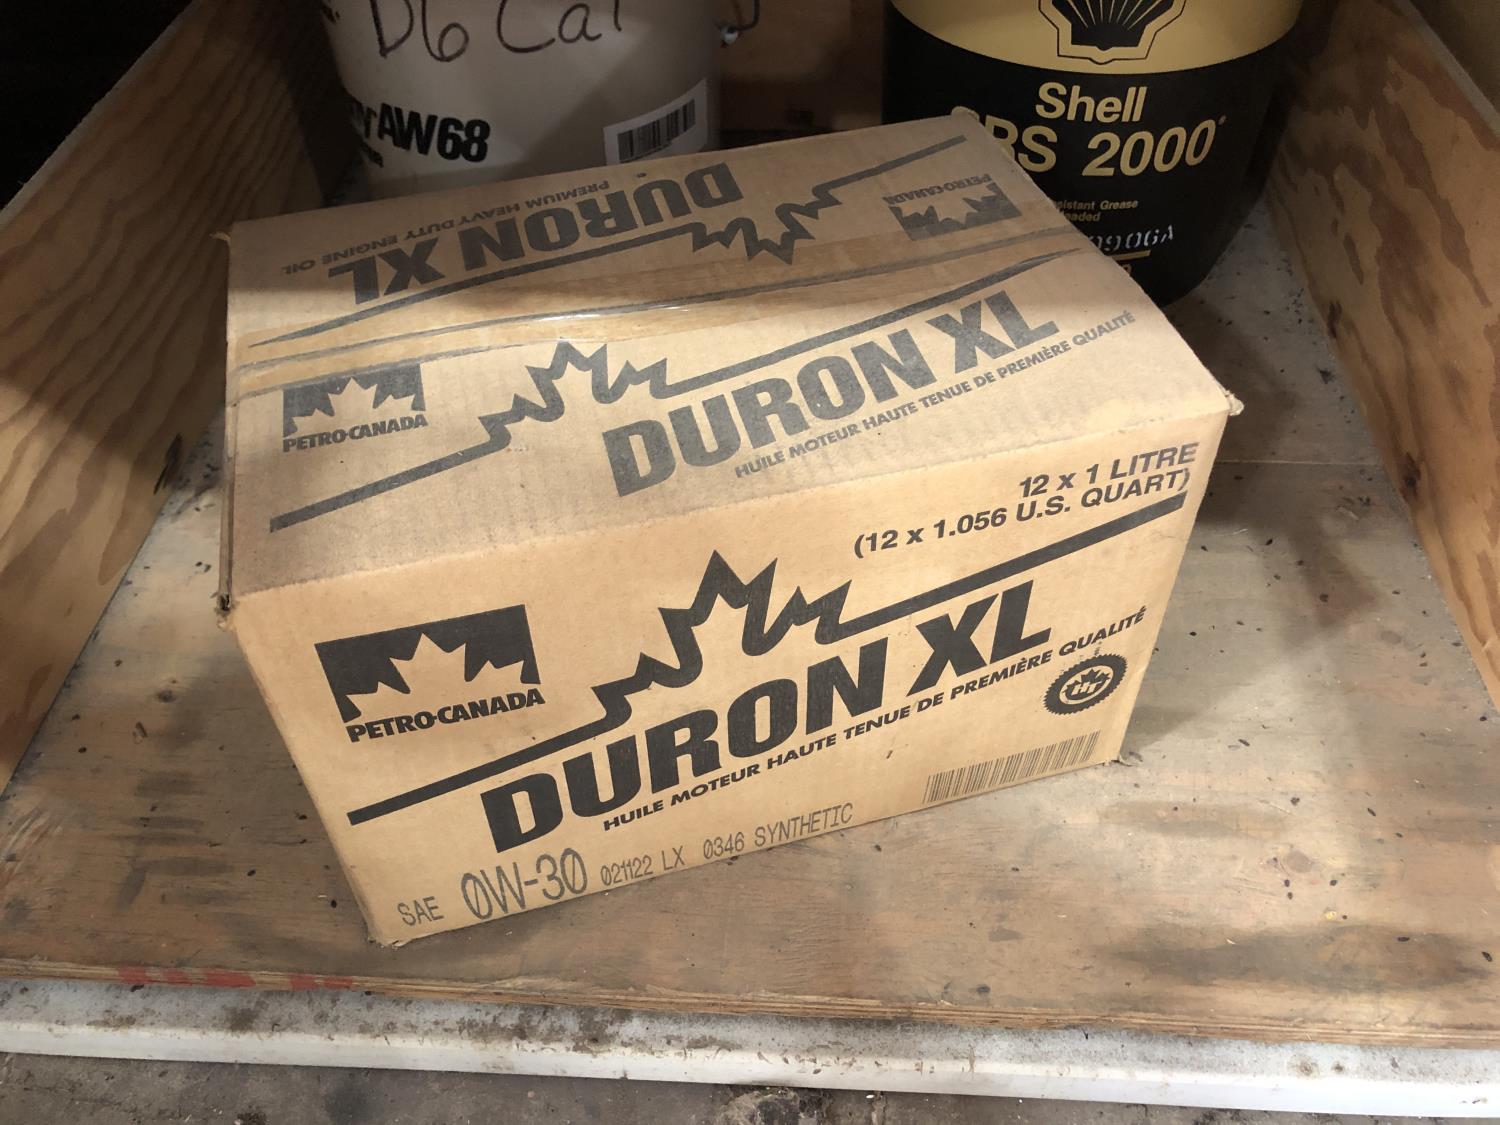 D6 Cat
AW68
Shell
2000
Grease
PETRO-CANADA
DURON XL
PREMIUM HEAVY DUTY ENGINE OIL
PETRO-CANADA
DURON XL
HUILE MOTEUR HAUTE TENUE DE PREMIÈRE QUALITÉ
12 x 1 LITRE
(12 x 1.056 U.S. QUART)
PETRO-CANADA
DURON XL
HUILE MOTEUR HAUTE TENUE DE PREMIÈRE QUALITÉ
SAE 0W-30 021122 LX 0346 SYNTHETIC